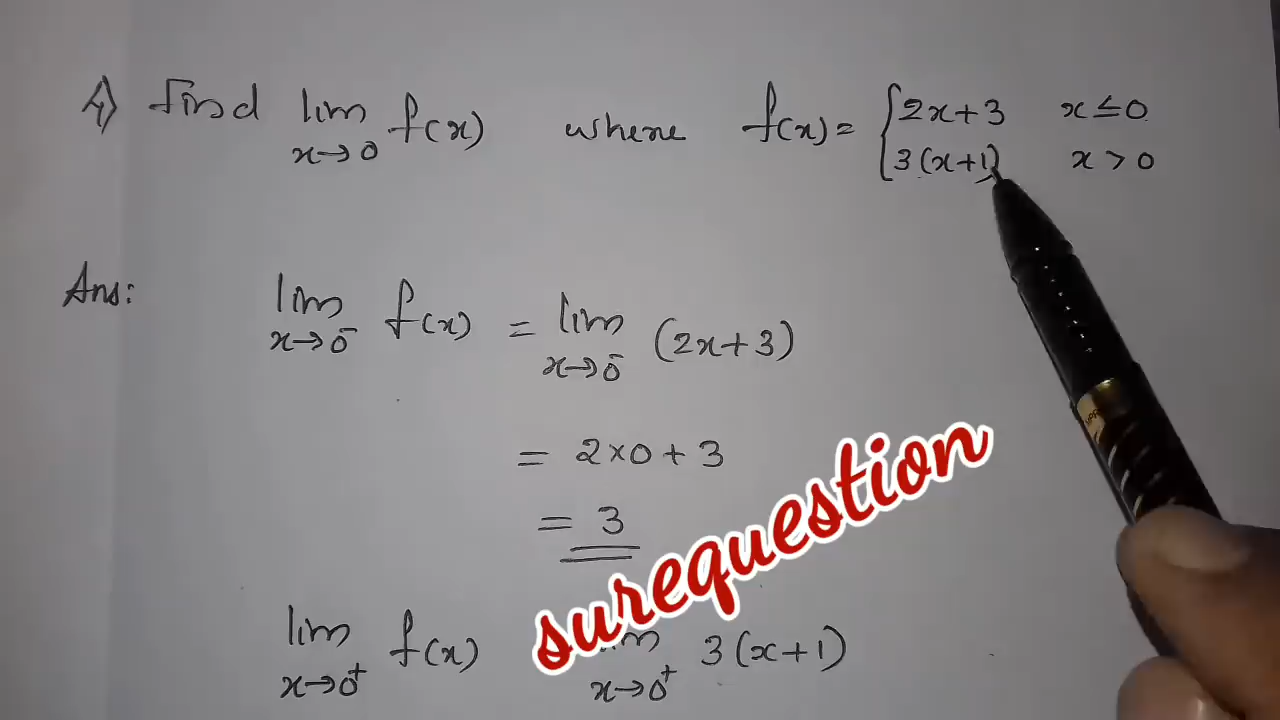 4) Find lim x→0 f(x) where f(x) = { 2x+3 x≤0
3(x+1) x>0
Ans: lim x→0⁻ f(x) = lim x→0⁻ (2x+3)
= 2×0+3
= 3
surequestion
lim x→0⁺ f(x) lim x→0⁺ 3(x+1)